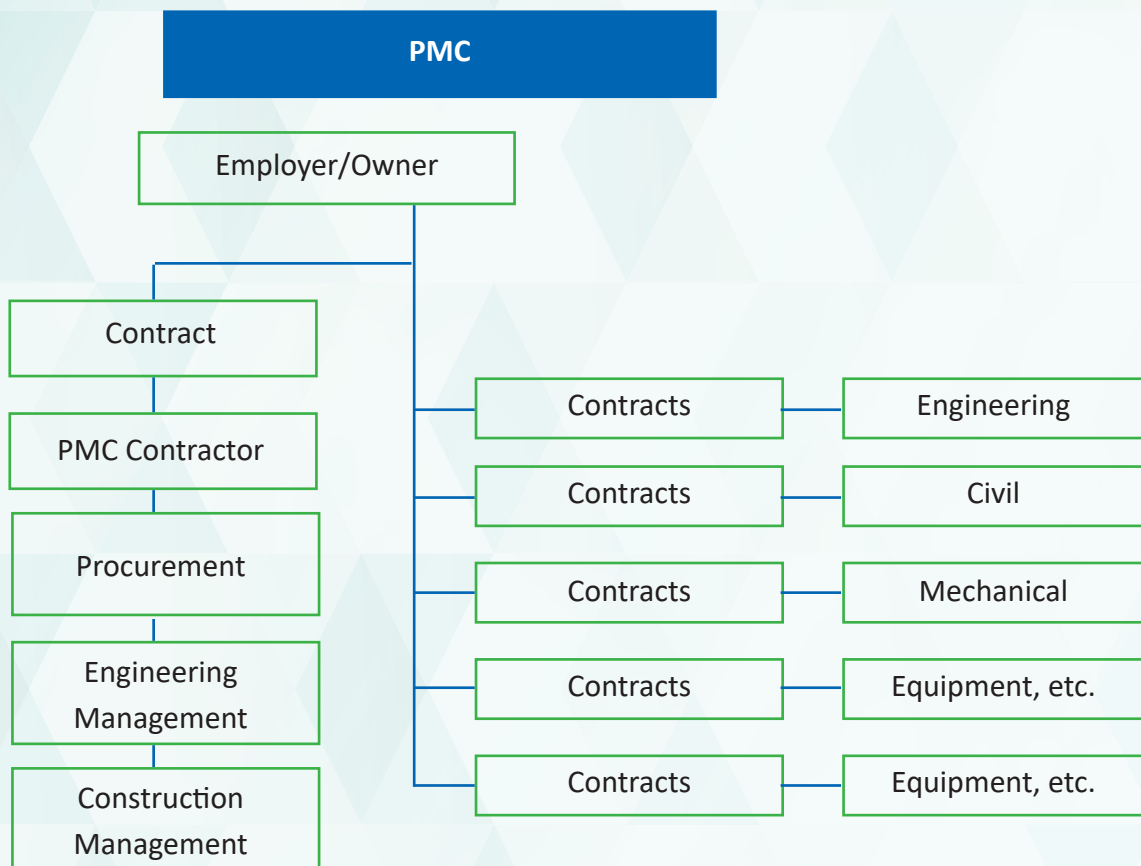 PMC
Employer/Owner
Contract
PMC Contractor
Procurement
Engineering
Management
Construction
Management
Contracts
Engineering
Contracts
Civil
Contracts
Mechanical
Contracts
Equipment, etc.
Contracts
Equipment, etc.